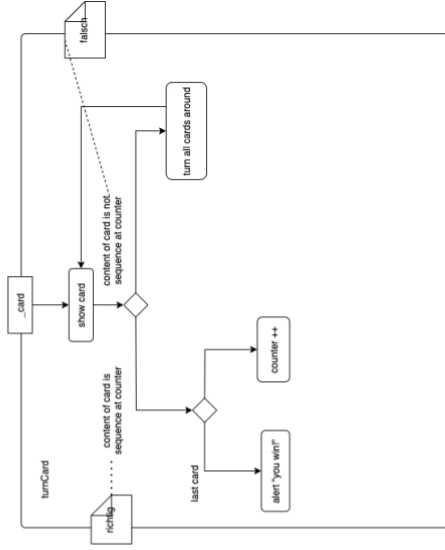 turnCard
_card
show card
richtig
content of card is
sequence at counter
content of card is not
sequence at counter
falsch
turn all cards around
last card
alert "you win!"
counter ++